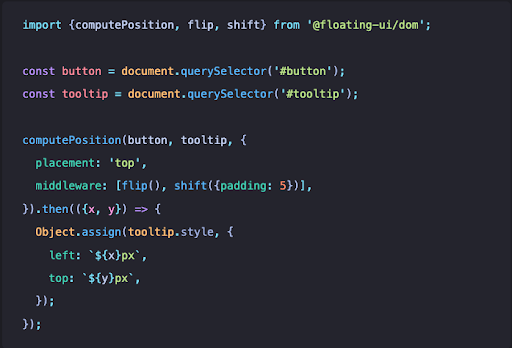 import {computePosition, flip, shift} from '@floating-ui/dom';
const button = document.querySelector('#button');
const tooltip = document.querySelector('#tooltip');
computePosition(button, tooltip, {
  placement: 'top',
  middleware: [flip(), shift({padding: 5})],
}).then(({x, y}) => {
  Object.assign(tooltip.style, {
    left: `${x}px`,
    top: `${y}px`,
  });
});